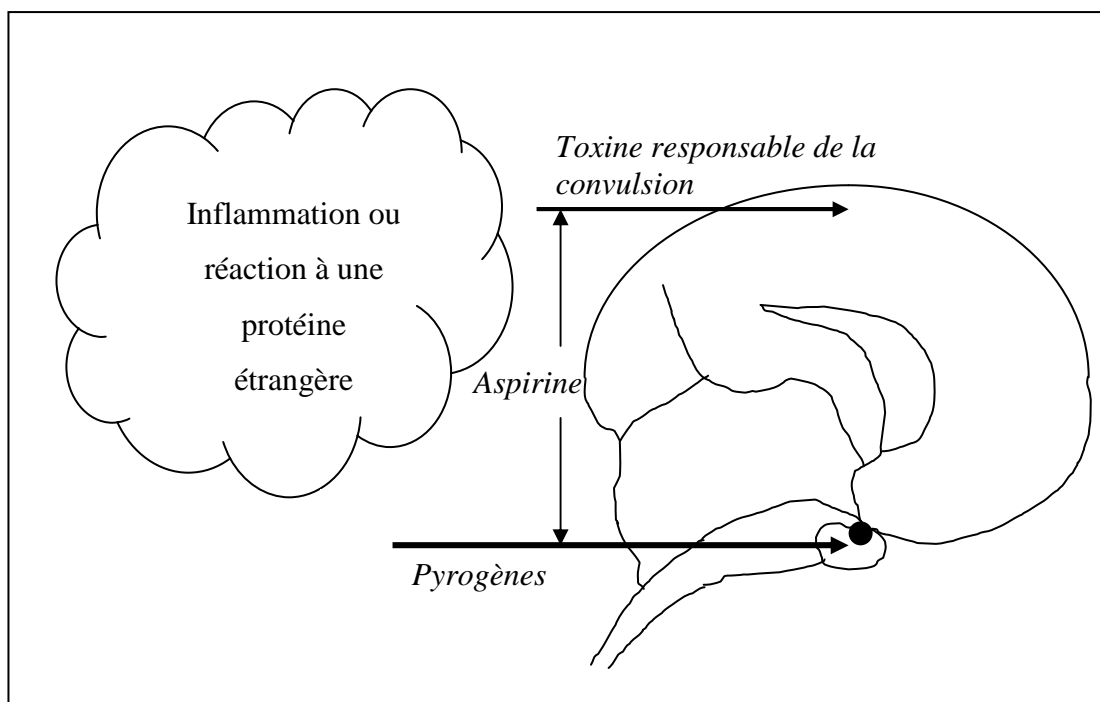 Toxine responsable de la
convulsion
Inflammation ou
réaction à une
protéine
étrangère
Aspirine
Pyrogènes